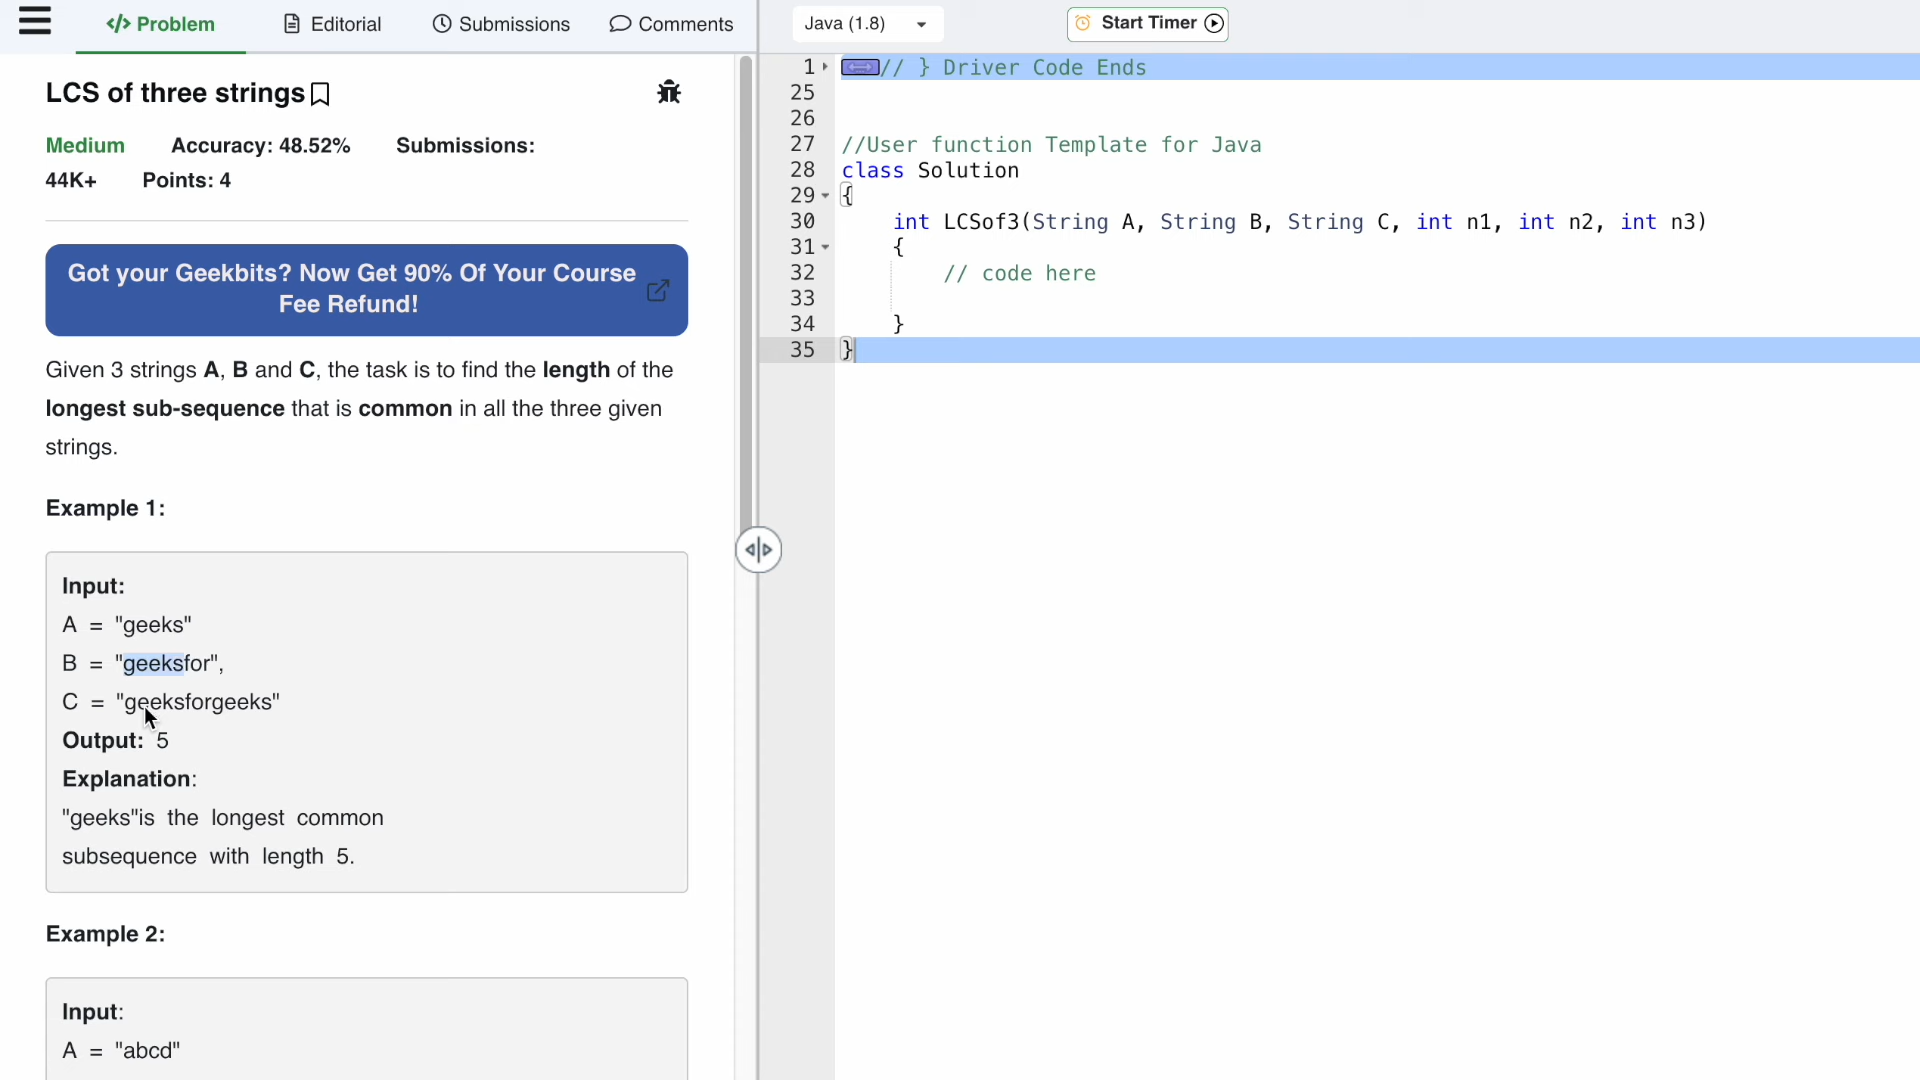 Problem
Editorial
Submissions
Comments
Java (1.8)
Start Timer
LCS of three strings
Medium Accuracy: 48.52% Submissions:
44K+ Points: 4
Got your Geekbits? Now Get 90% Of Your Course
Fee Refund!
Given 3 strings A, B and C, the task is to find the length of the
longest sub-sequence that is common in all the three given
strings.
Example 1:
Input:
A = "geeks"
B = "geeksfor",
C = "geeksforgeeks"
Output: 5
Explanation:
"geeks"is the longest common
subsequence with length 5.
Example 2:
Input:
A = "abcd"
1 // } Driver Code Ends
25
26
27 //User function Template for Java
28 class Solution
29 {
30 int LCSof3(String A, String B, String C, int n1, int n2, int n3)
31 {
32 // code here
33
34 }
35 }